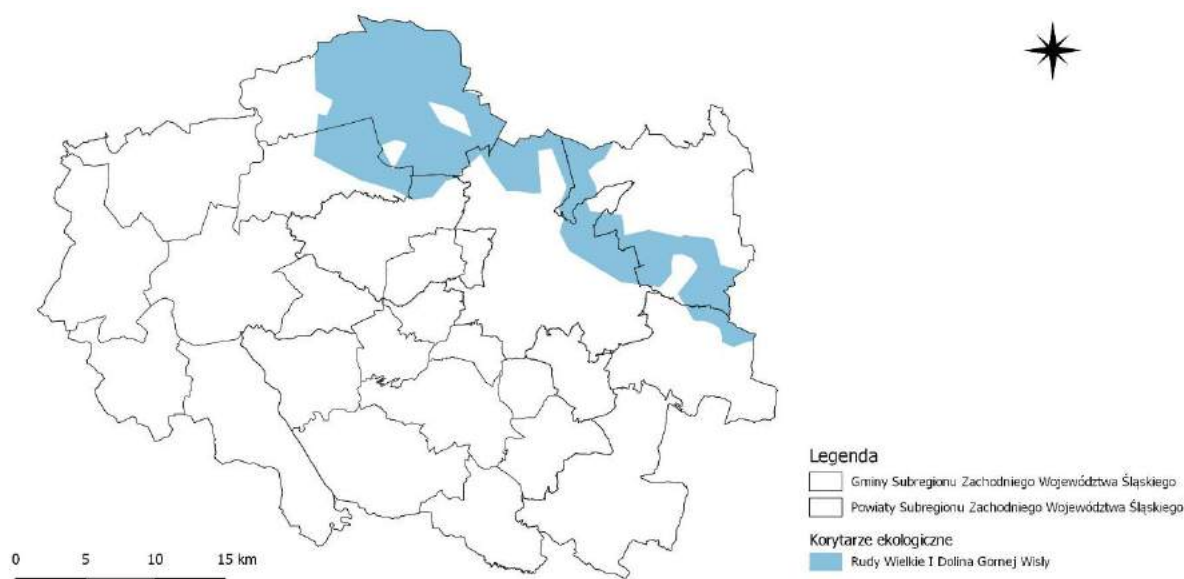 Legenda
Gminy Subregionu Zachodniego Województwa Śląskiego
Powiaty Subregionu Zachodniego Województwa Śląskiego
Korytarze ekologiczne
Rudy Wielkie I Dolina Gornej Wisly
0 5 10 15 km